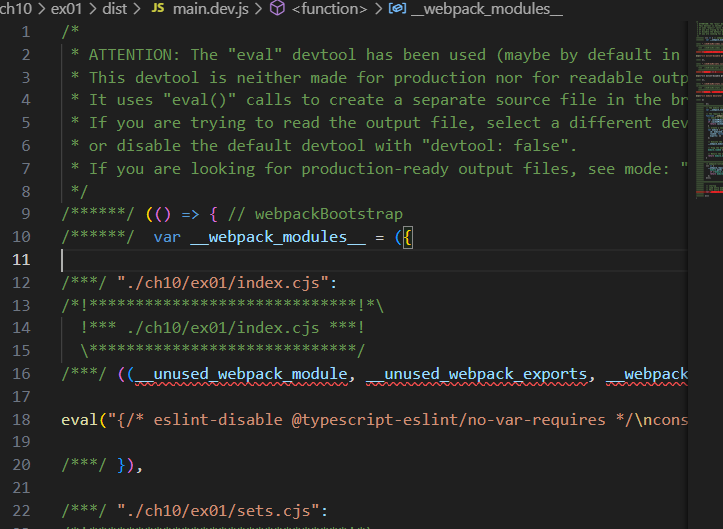 ch10 > ex01 > dist > JS main.dev.js > <function> > __webpack_modules__
1 /*
2 * ATTENTION: The "eval" devtool has been used (maybe by default in
3 * This devtool is neither made for production nor for readable outp
4 * It uses "eval()" calls to create a separate source file in the br
5 * If you are trying to read the output file, select a different dev
6 * or disable the default devtool with "devtool: false".
7 * If you are looking for production-ready output files, see mode: "
8 */
9 /******/ (() => { // webpackBootstrap
10 /******/ var __webpack_modules__ = ({
11
12 /***/ "./ch10/ex01/index.cjs":
13 /*!*****************************!*\
14 !*** ./ch10/ex01/index.cjs ***!
15 \*****************************/
16 /***/ ((__unused_webpack_module, __unused_webpack_exports, __webpack
17
18 eval("{/* eslint-disable @typescript-eslint/no-var-requires */\ncons
19
20 /***/ }),
21
22 /***/ "./ch10/ex01/sets.cjs":